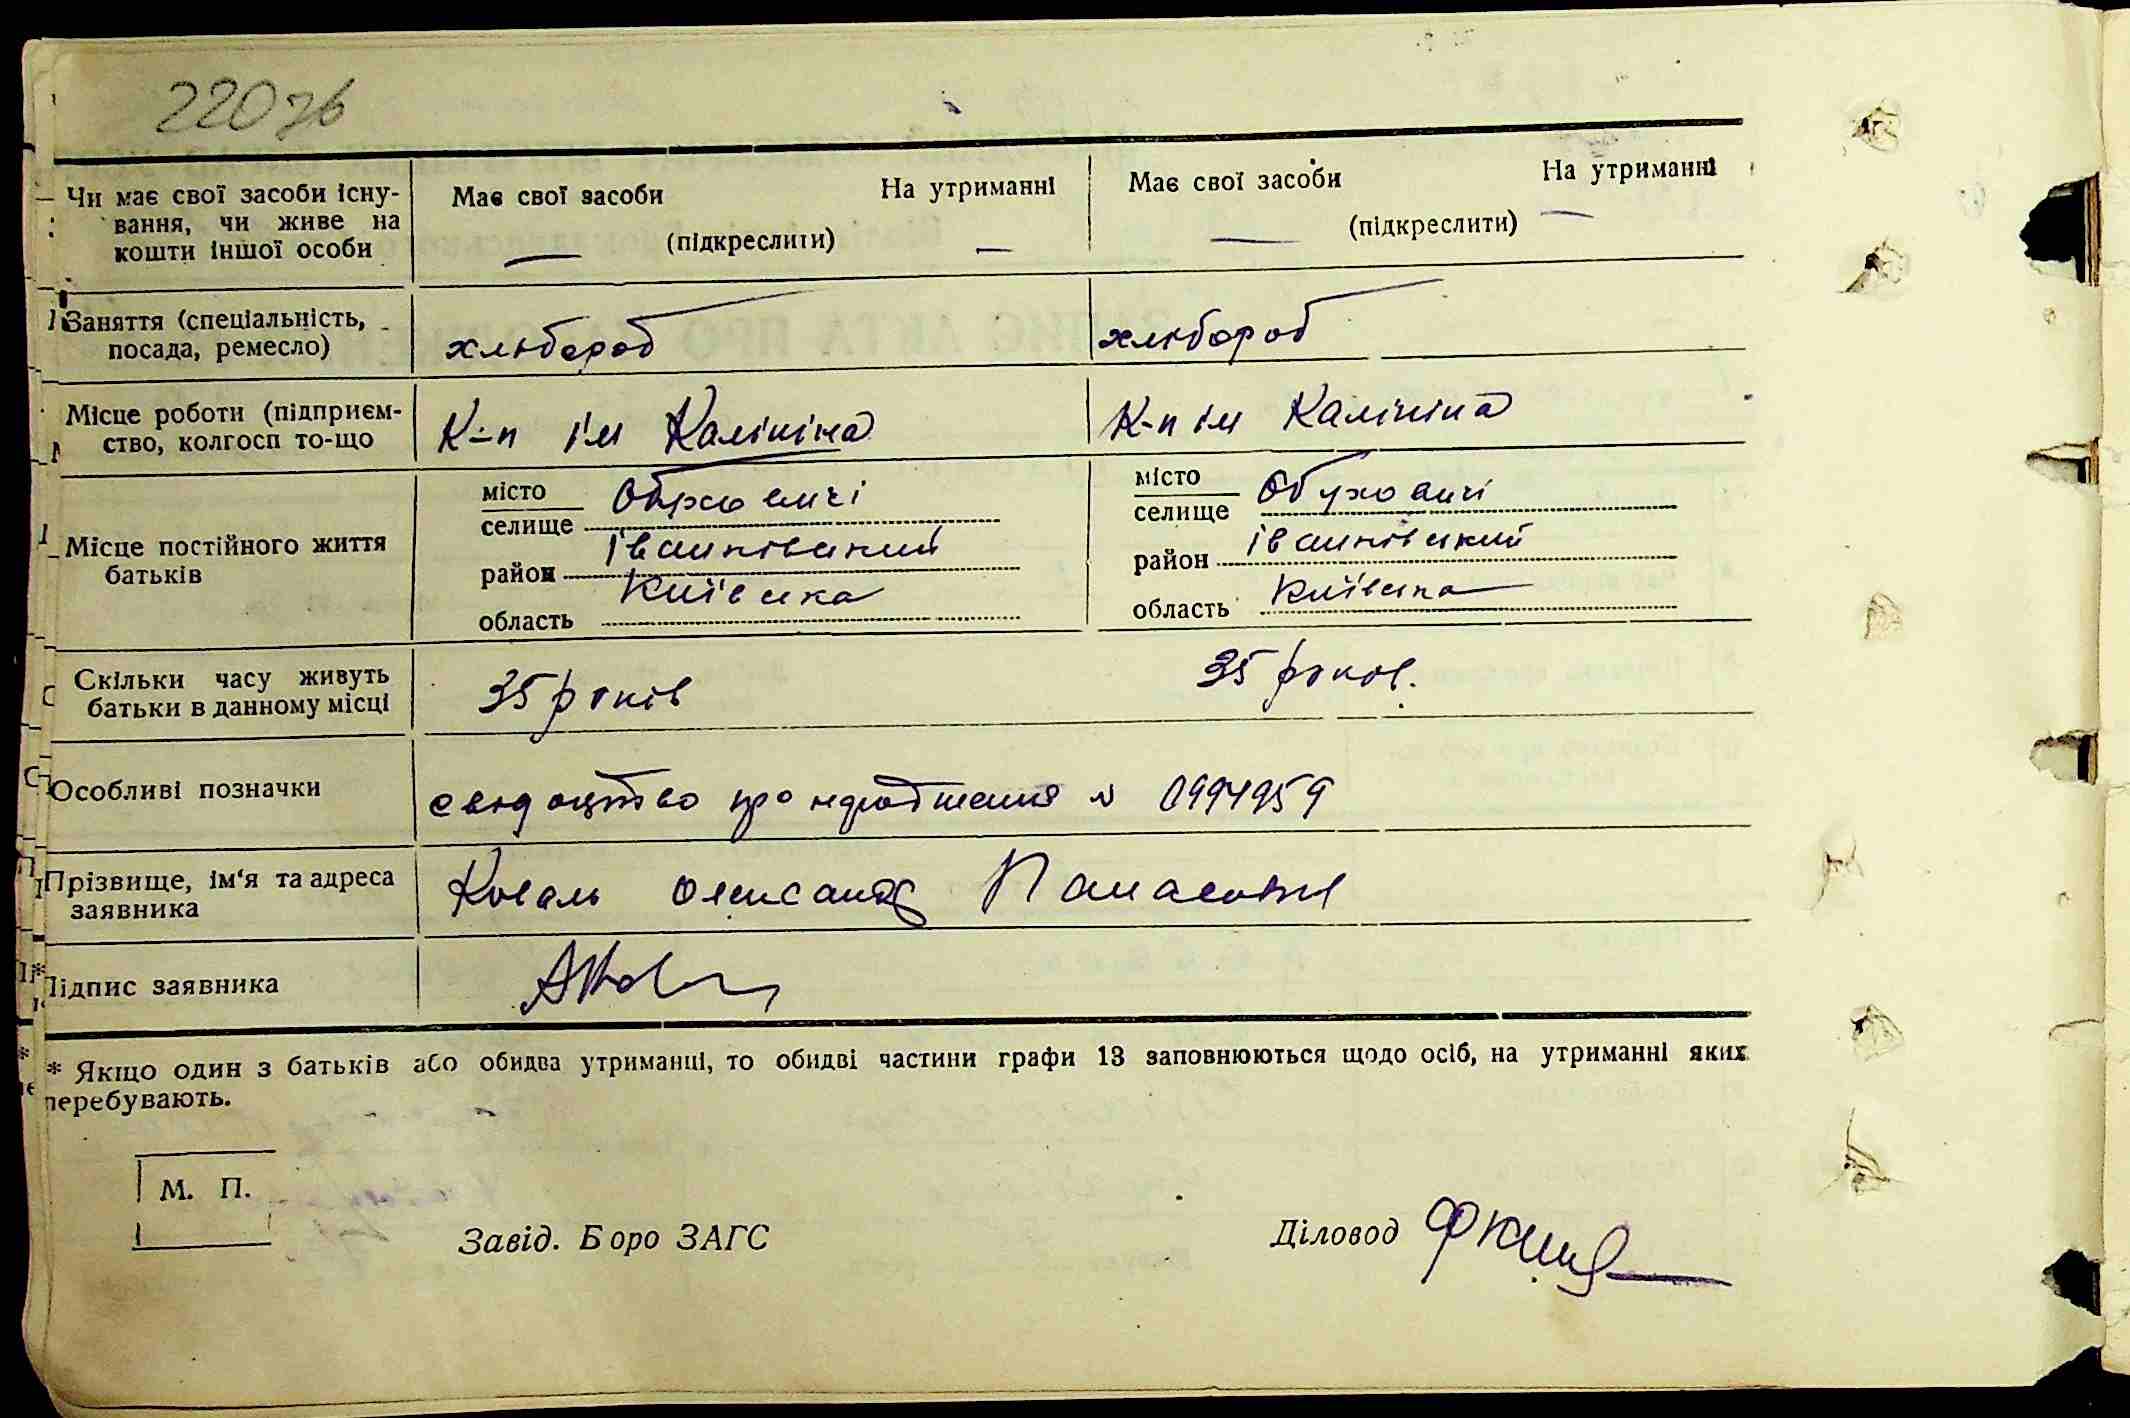 220 зв
Чи має свої засоби існування, чи живе на кошти іншої особи
Має свої засоби На утриманні
(підкреслити)
Має свої засоби На утриманні
(підкреслити)
Заняття (спеціальність, посада, ремесло)
хлібороб
хлібороб
Місце роботи (підприємство, колгосп то-що
К-п ім Калініна
К-п ім Калініна
Місце постійного життя батьків
місто
селище Обуховичі
район Іванківський
область Київська
місто
селище Обуховичі
район Іванківський
область Київська
Скільки часу живуть батьки в данному місці
35 років
35 років.
Особливі позначки
свидоцтво про народження № 0994959
Прізвище, ім'я та адреса заявника
Коваль Олександр Панасович
Підпис заявника
* Якщо один з батьків або обидва утриманці, то обидві частини графи 13 заповнюються щодо осіб, на утриманні яких
перебувають.
М. П.
Завід. Бюро ЗАГС
Діловод